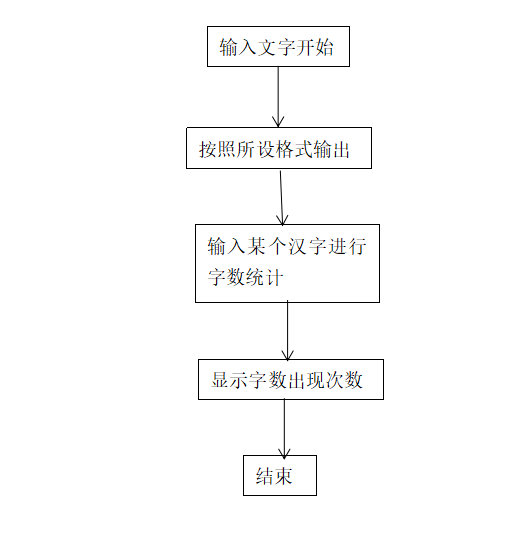 输入文字开始
按照所设格式输出
输入某个汉字进行
字数统计
显示字数出现次数
结束